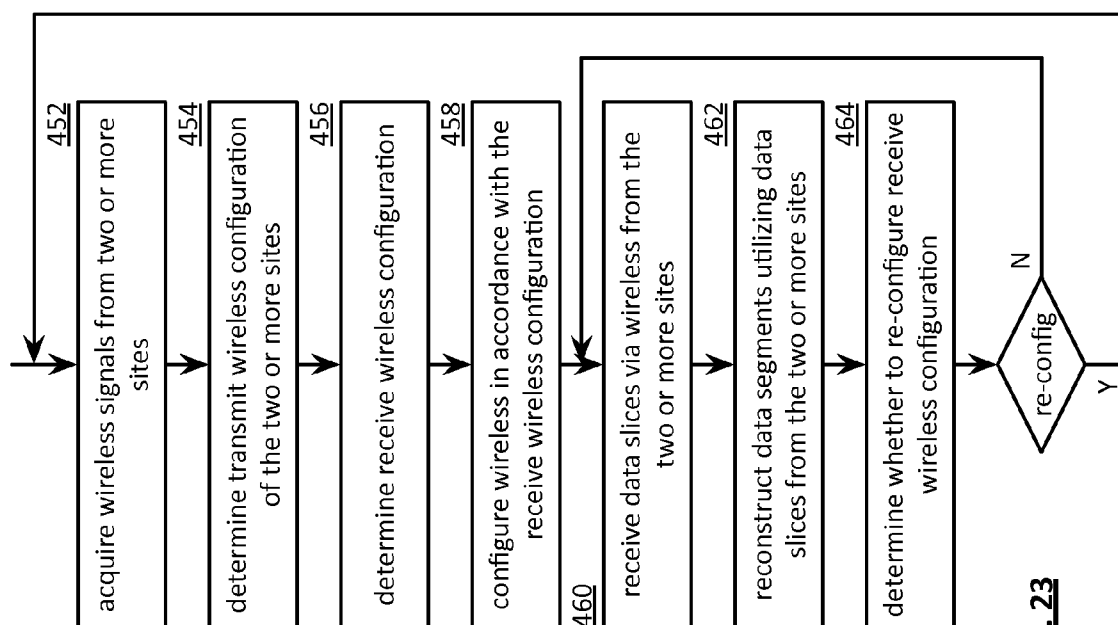 452
acquire wireless signals from two or more
sites
454
determine transmit wireless configuration
of the two or more sites
456
determine receive wireless configuration
458
configure wireless in accordance with the
receive wireless configuration
460
receive data slices via wireless from the
two or more sites
462
reconstruct data segments utilizing data
slices from the two or more sites
464
determine whether to re-configure receive
wireless configuration
re-config
N
Y
. 23